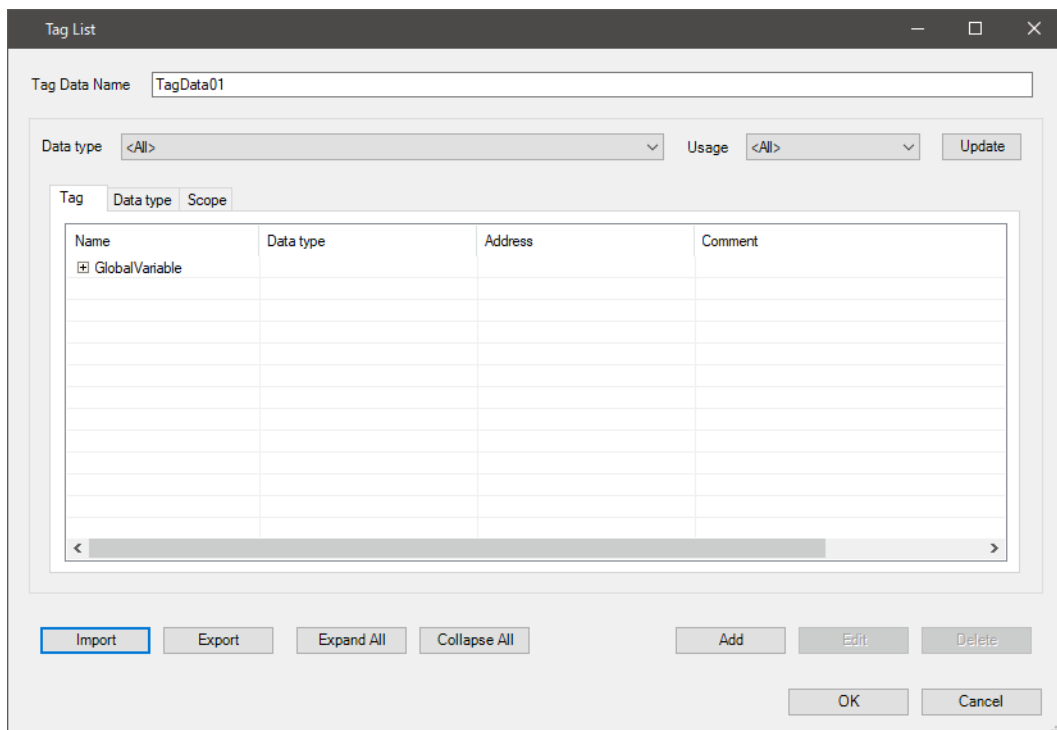 Tag List
Tag Data Name TagData01
Data type <All> Usage <All> Update
Tag Data type Scope
Name Data type Address Comment
GlobalVariable
Import Export Expand All Collapse All Add Edit Delete
OK Cancel